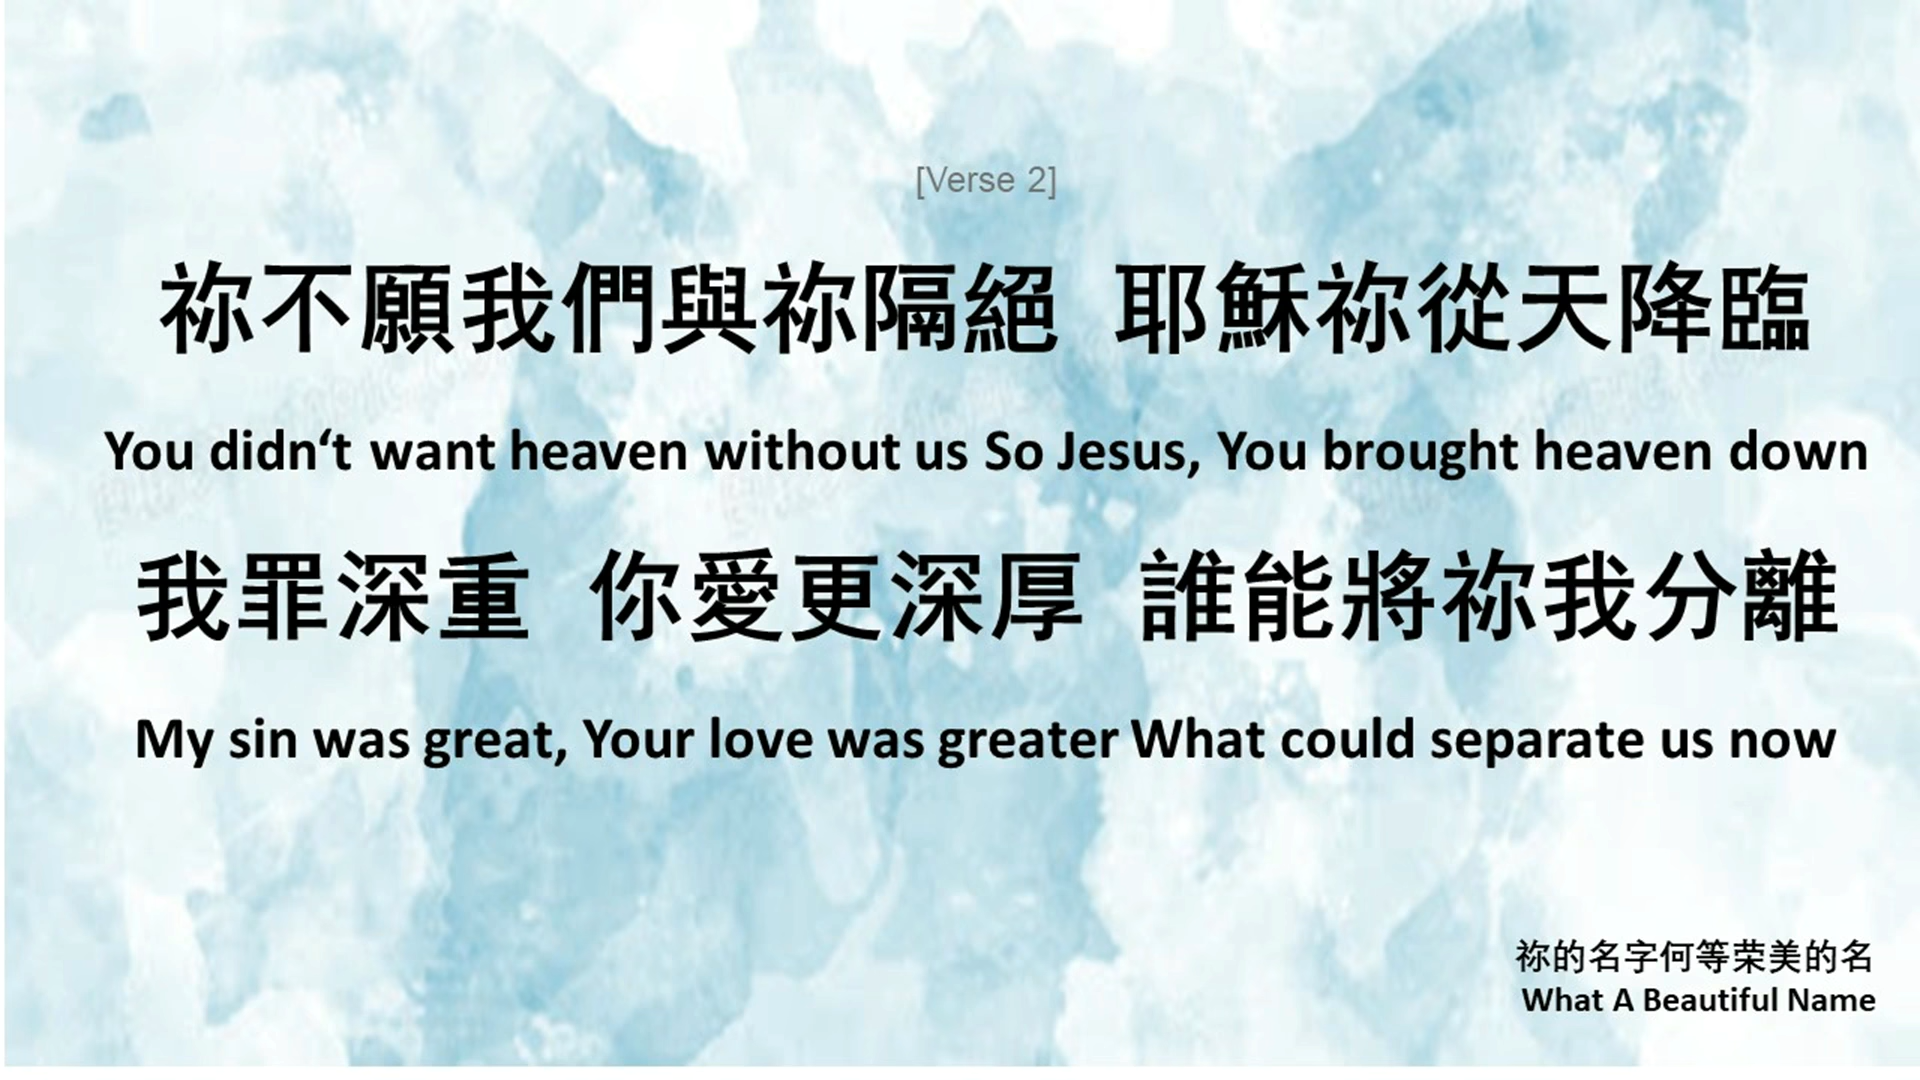 [Verse 2]
祢不願我們與祢隔絕 耶穌祢從天降臨
You didn‘t want heaven without us So Jesus, You brought heaven down
我罪深重 你愛更深厚 誰能將祢我分離
My sin was great, Your love was greater What could separate us now
祢的名字何等荣美的名
What A Beautiful Name